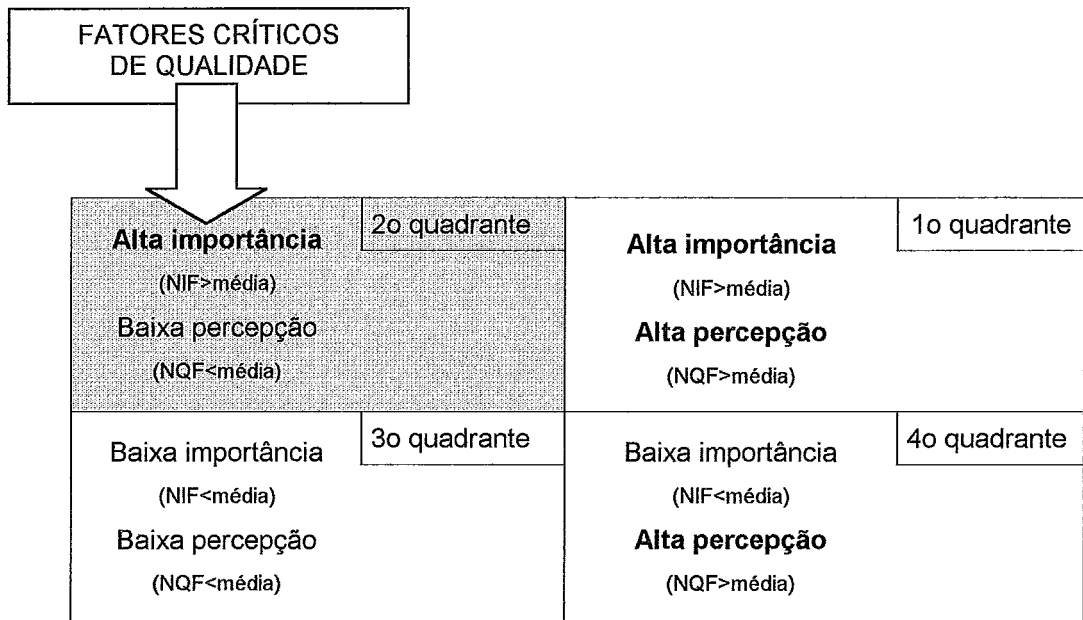 FATORES CRÍTICOS
DE QUALIDADE
2o quadrante
Alta importância
(NIF>média)
Baixa percepção
(NQF<média)
1o quadrante
Alta importância
(NIF>média)
Alta percepção
(NQF>média)
3o quadrante
Baixa importância
(NIF<média)
Baixa percepção
(NQF<média)
4o quadrante
Baixa importância
(NIF<média)
Alta percepção
(NQF>média)